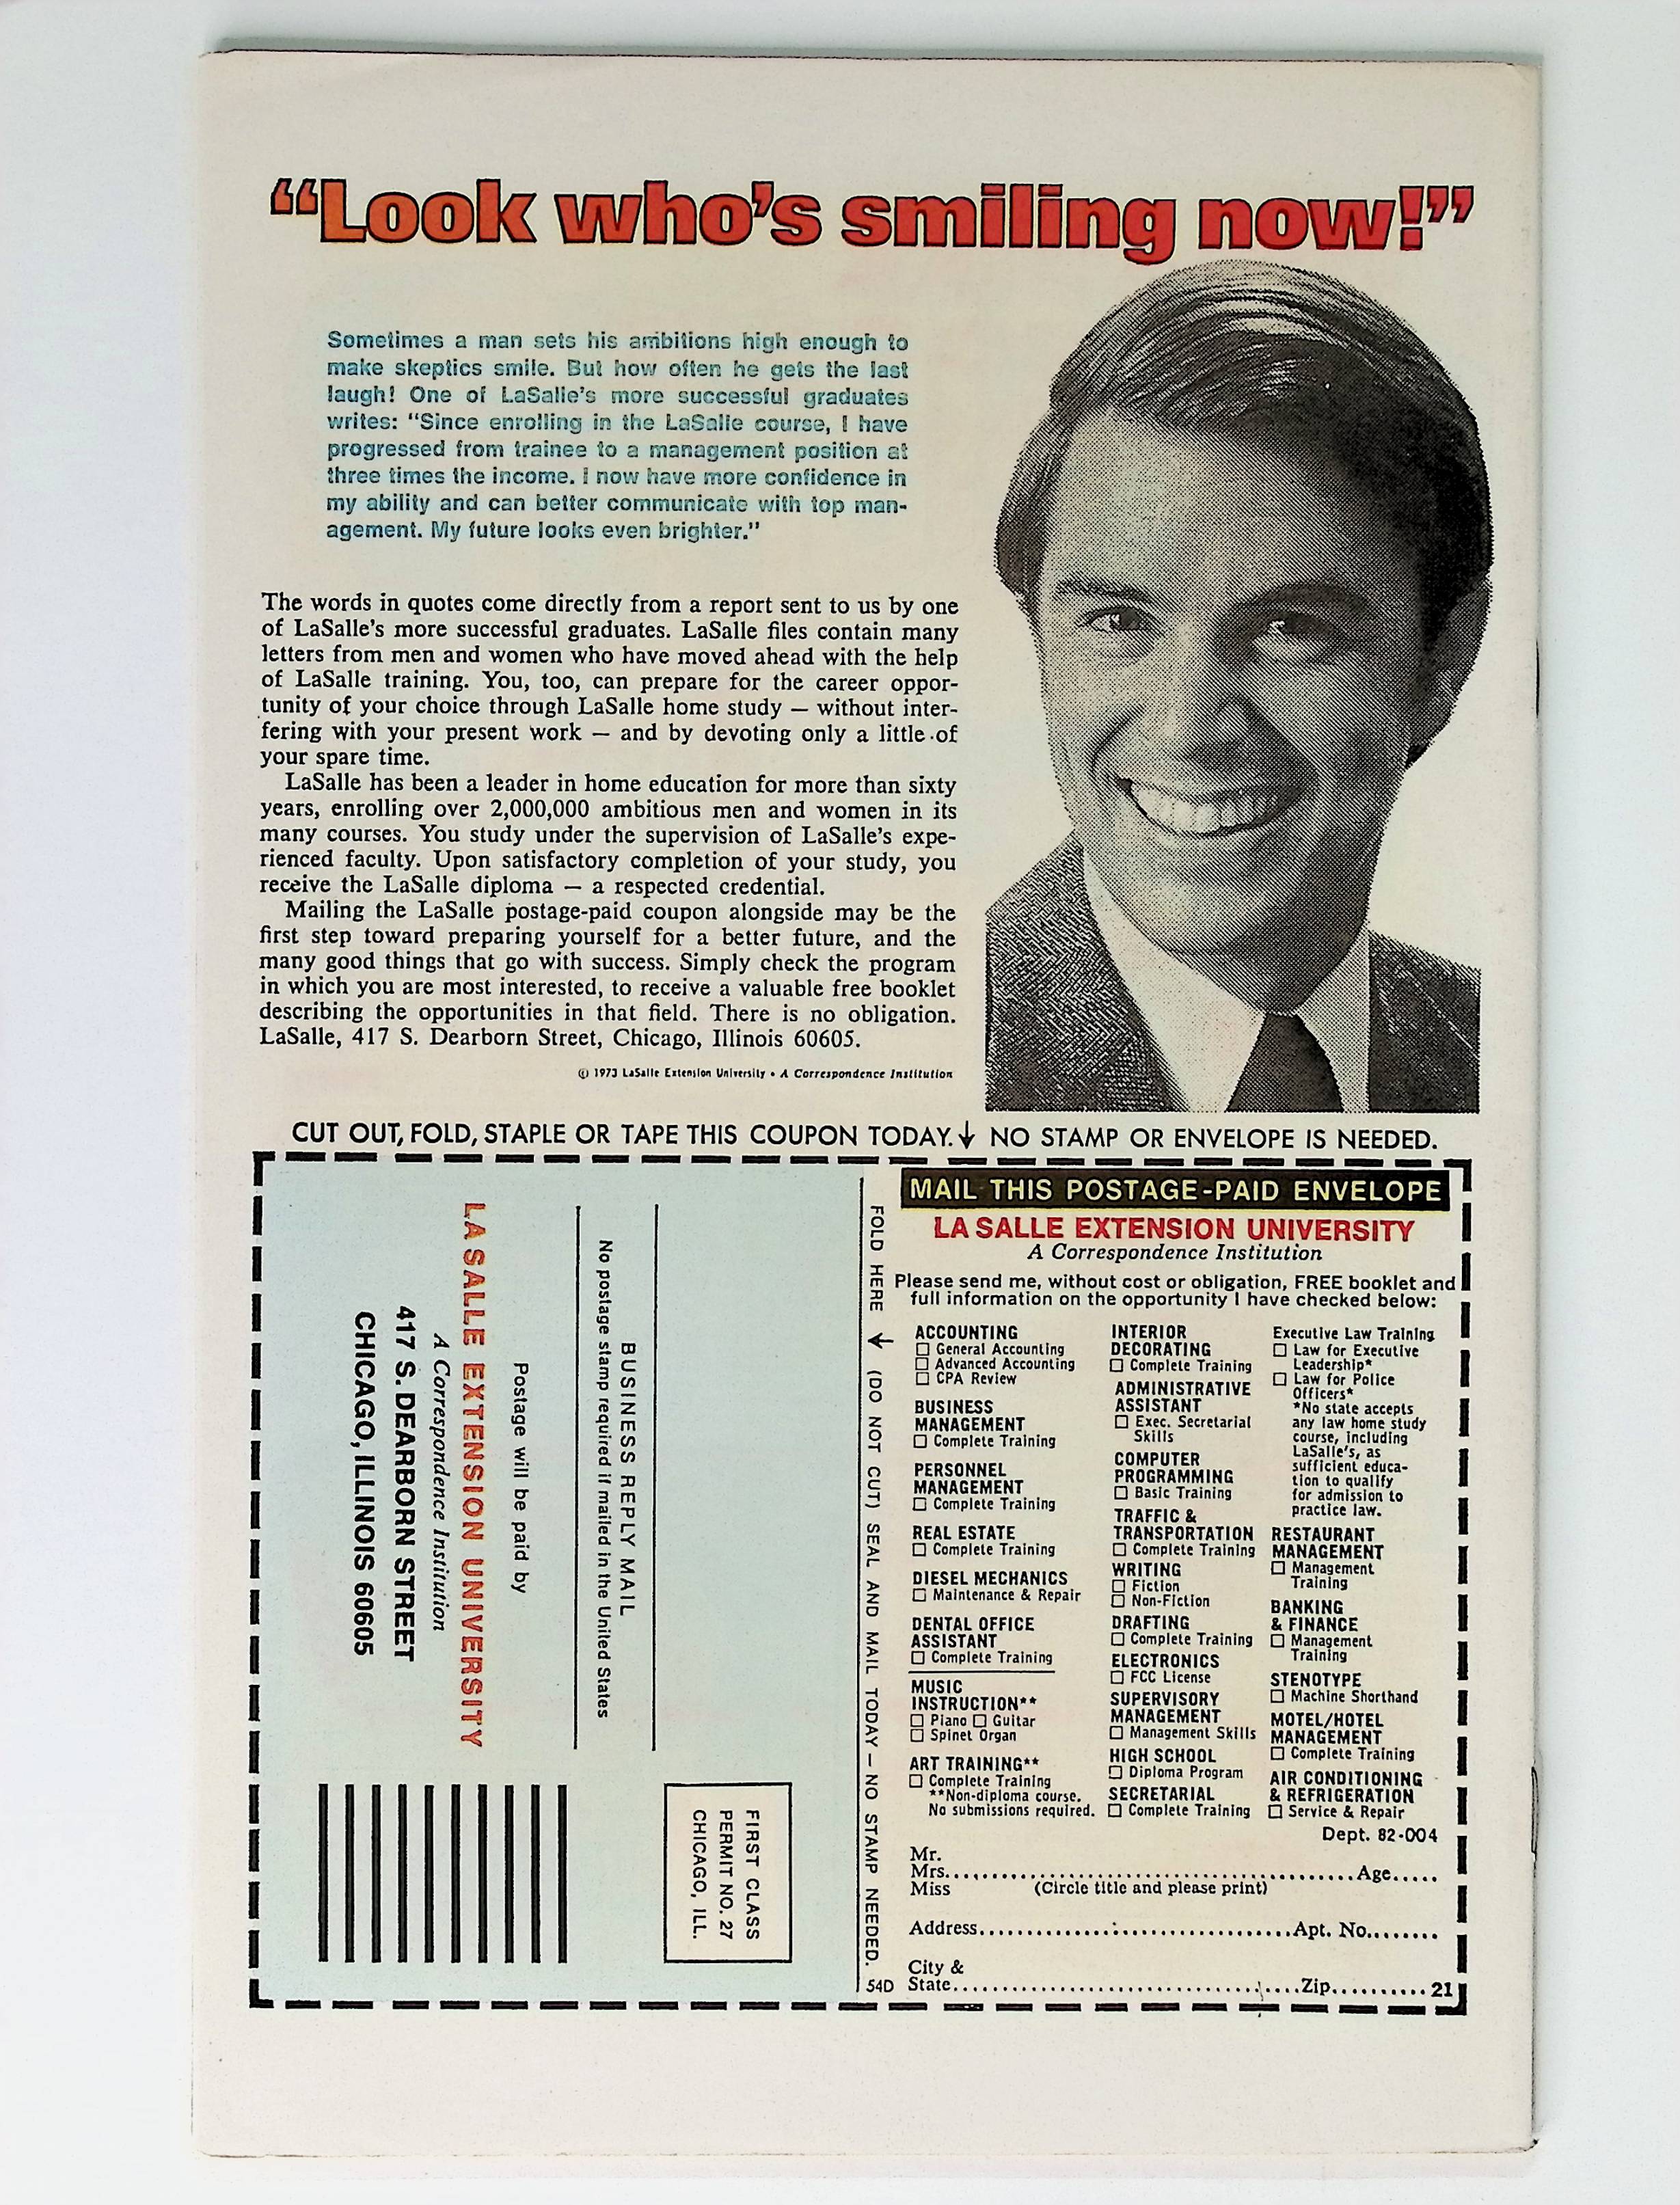 “Look who’s smiling now!”
Sometimes a man sets his ambitions high enough to
make skeptics smile. But how often he gets the last
laugh! One of LaSalle’s more successful graduates
writes: “Since enrolling in the LaSalle course, I have
progressed from trainee to a management position at
three times the income. I now have more confidence in
my ability and can better communicate with top man-
agement. My future looks even brighter.”
The words in quotes come directly from a report sent to us by one
of LaSalle’s more successful graduates. LaSalle files contain many
letters from men and women who have moved ahead with the help
of LaSalle training. You, too, can prepare for the career oppor-
tunity of your choice through LaSalle home study — without inter-
fering with your present work — and by devoting only a little of
your spare time.
LaSalle has been a leader in home education for more than sixty
years, enrolling over 2,000,000 ambitious men and women in its
many courses. You study under the supervision of LaSalle’s expe-
rienced faculty. Upon satisfactory completion of your study, you
receive the LaSalle diploma — a respected credential.
Mailing the LaSalle postage-paid coupon alongside may be the
first step toward preparing yourself for a better future, and the
many good things that go with success. Simply check the program
in which you are most interested, to receive a valuable free booklet
describing the opportunities in that field. There is no obligation.
LaSalle, 417 S. Dearborn Street, Chicago, Illinois 60605.
© 1973 LaSalle Extension University • A Correspondence Institution
CUT OUT, FOLD, STAPLE OR TAPE THIS COUPON TODAY. ↓ NO STAMP OR ENVELOPE IS NEEDED.
FIRST CLASS
PERMIT NO. 27
CHICAGO, ILL.
BUSINESS REPLY MAIL
No postage stamp required if mailed in the United States
Postage will be paid by
LA SALLE EXTENSION UNIVERSITY
A Correspondence Institution
417 S. DEARBORN STREET
CHICAGO, ILLINOIS 60605
FOLD HERE ↓ (DO NOT CUT) SEAL AND MAIL TODAY — NO STAMP NEEDED.
54D
MAIL THIS POSTAGE-PAID ENVELOPE
LA SALLE EXTENSION UNIVERSITY
A Correspondence Institution
Please send me, without cost or obligation, FREE booklet and
full information on the opportunity I have checked below:
ACCOUNTING
☐ General Accounting
☐ Advanced Accounting
☐ CPA Review
BUSINESS
MANAGEMENT
☐ Complete Training
PERSONNEL
MANAGEMENT
☐ Complete Training
REAL ESTATE
☐ Complete Training
DIESEL MECHANICS
☐ Maintenance & Repair
DENTAL OFFICE
ASSISTANT
☐ Complete Training
MUSIC
INSTRUCTION**
☐ Piano ☐ Guitar
☐ Spinet Organ
ART TRAINING**
☐ Complete Training
**Non-diploma course.
No submissions required.
INTERIOR
DECORATING
☐ Complete Training
ADMINISTRATIVE
ASSISTANT
☐ Exec. Secretarial
Skills
COMPUTER
PROGRAMMING
☐ Basic Training
TRAFFIC &
TRANSPORTATION
☐ Complete Training
WRITING
☐ Fiction
☐ Non-Fiction
DRAFTING
☐ Complete Training
ELECTRONICS
☐ FCC License
SUPERVISORY
MANAGEMENT
☐ Management Skills
HIGH SCHOOL
☐ Diploma Program
SECRETARIAL
☐ Complete Training
Executive Law Training
☐ Law for Executive
Leadership*
☐ Law for Police
Officers*
*No state accepts
any law home study
course, including
LaSalle’s, as
sufficient educa-
tion to qualify
for admission to
practice law.
RESTAURANT
MANAGEMENT
☐ Management
Training
BANKING
& FINANCE
☐ Management
Training
STENOTYPE
☐ Machine Shorthand
MOTEL/HOTEL
MANAGEMENT
☐ Complete Training
AIR CONDITIONING
& REFRIGERATION
☐ Service & Repair
Dept. 82-004
Mr.
Mrs. Age
Miss (Circle title and please print)
Address Apt. No.
City &
State Zip 21